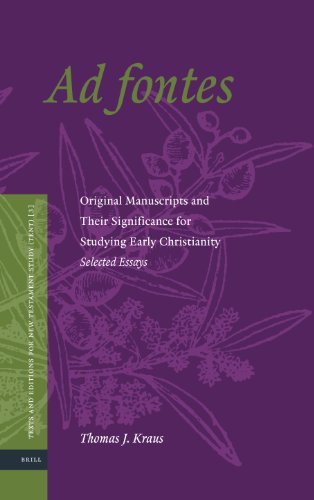 Ad fontes
Original Manuscripts and
Their Significance for
Studying Early Christianity
Selected Essays
Thomas J. Kraus
TEXTS AND EDITIONS FOR NEW TESTAMENT STUDY (TENT) [3]
BRILL